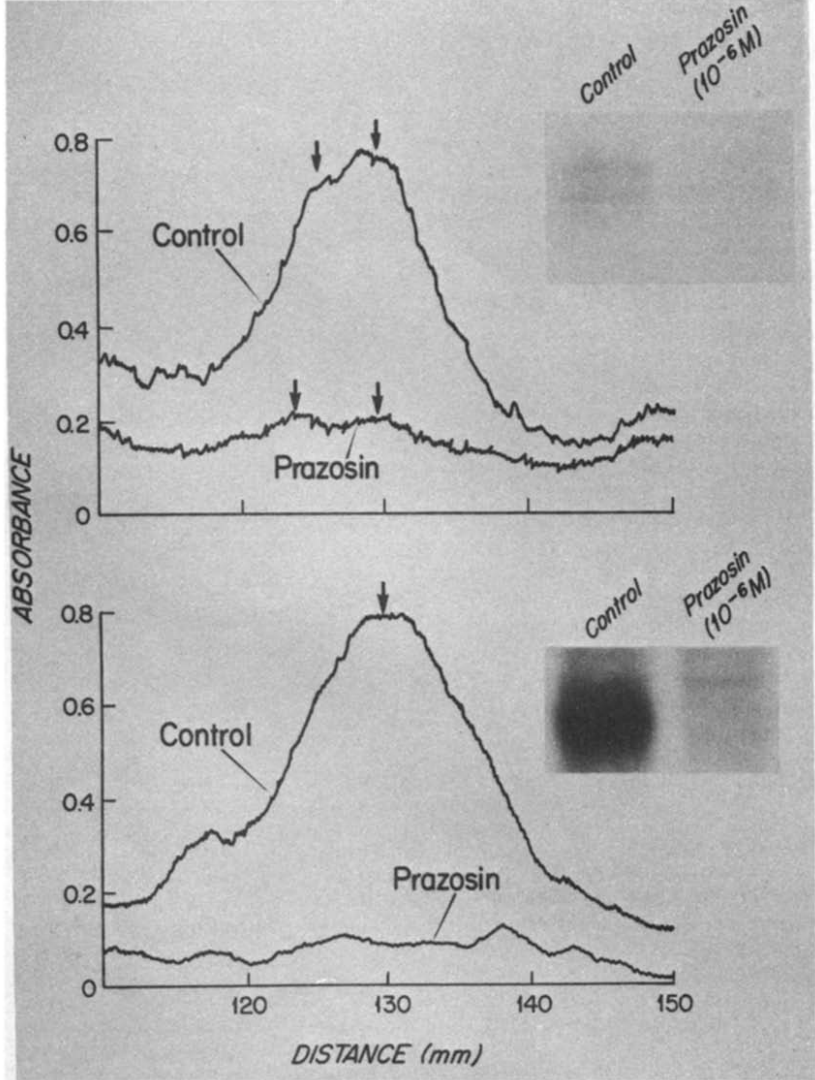 Control
Prazosin
(10⁻⁶M)
0.8
0.6
0.4
0.2
0
Control
Prazosin
ABSORBANCE
Control
Prazosin
(10⁻⁶M)
0.8
0.6
0.4
0.2
0
Control
Prazosin
120
130
140
150
DISTANCE (mm)